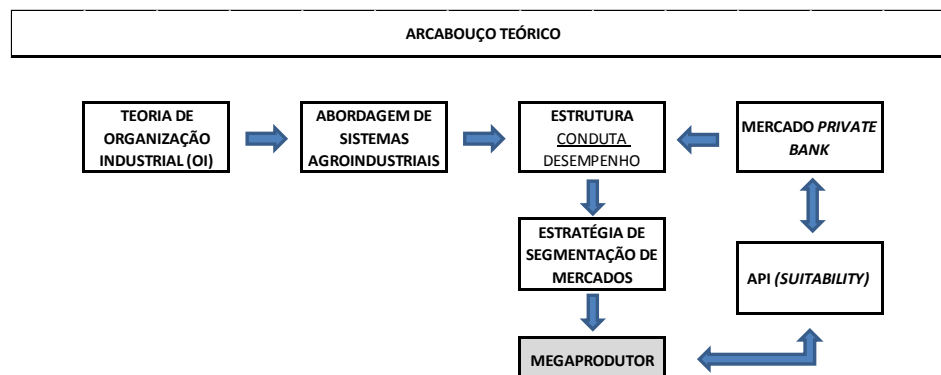 ARCABOUÇO TEÓRICO
TEORIA DE
ORGANIZAÇÃO
INDUSTRIAL (OI)
ABORDAGEM DE
SISTEMAS
AGROINDUSTRIAIS
ESTRUTURA
CONDUTA
DESEMPENHO
MERCADO PRIVATE
BANK
ESTRATÉGIA DE
SEGMENTAÇÃO DE
MERCADOS
API (SUITABILITY)
MEGAPRODUTOR